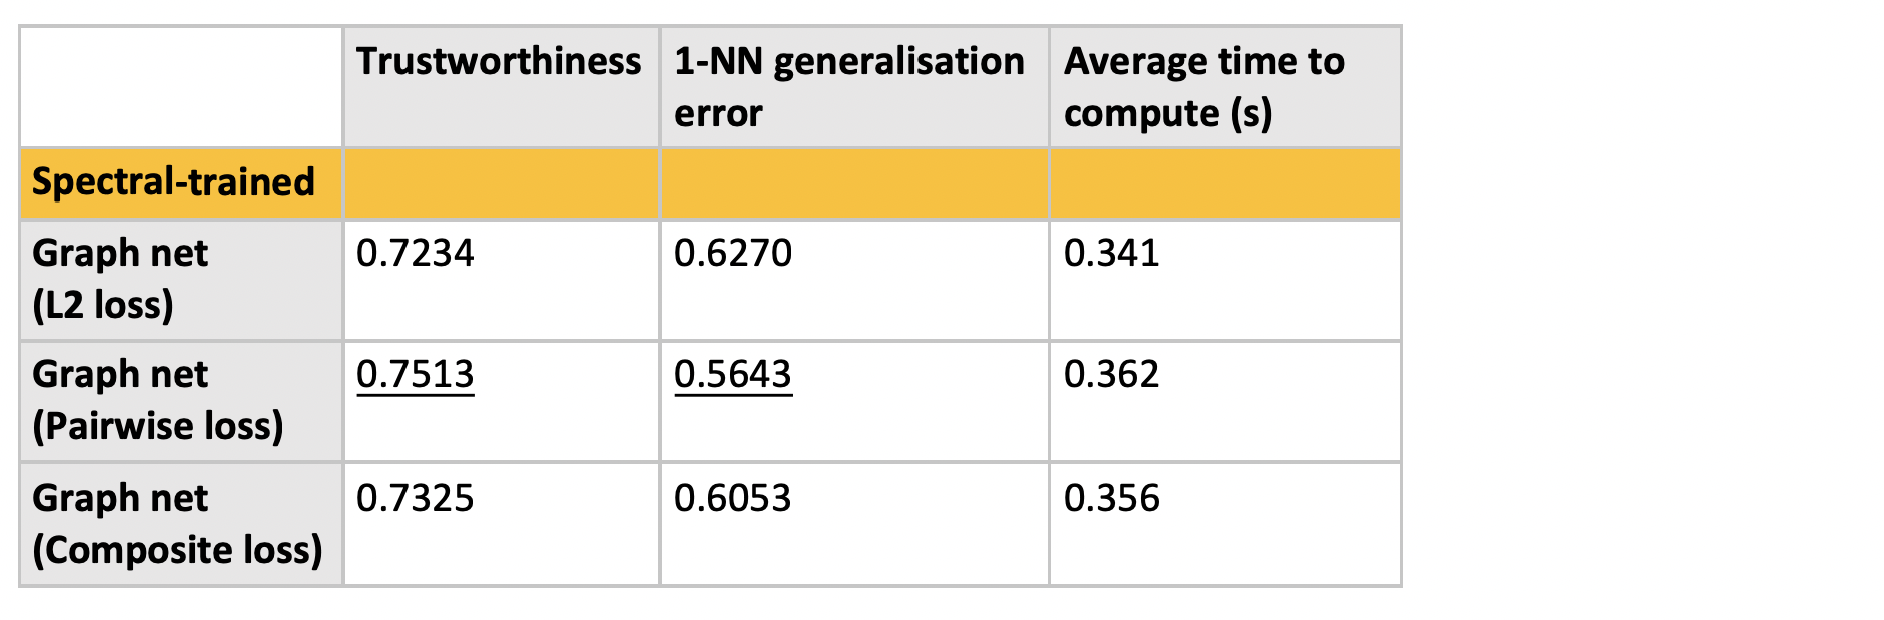 Trustworthiness
1-NN generalisation
error
Average time to
compute (s)
Spectral-trained
Graph net
(L2 loss)
0.7234
0.6270
0.341
Graph net
(Pairwise loss)
0.7513
0.5643
0.362
Graph net
(Composite loss)
0.7325
0.6053
0.356